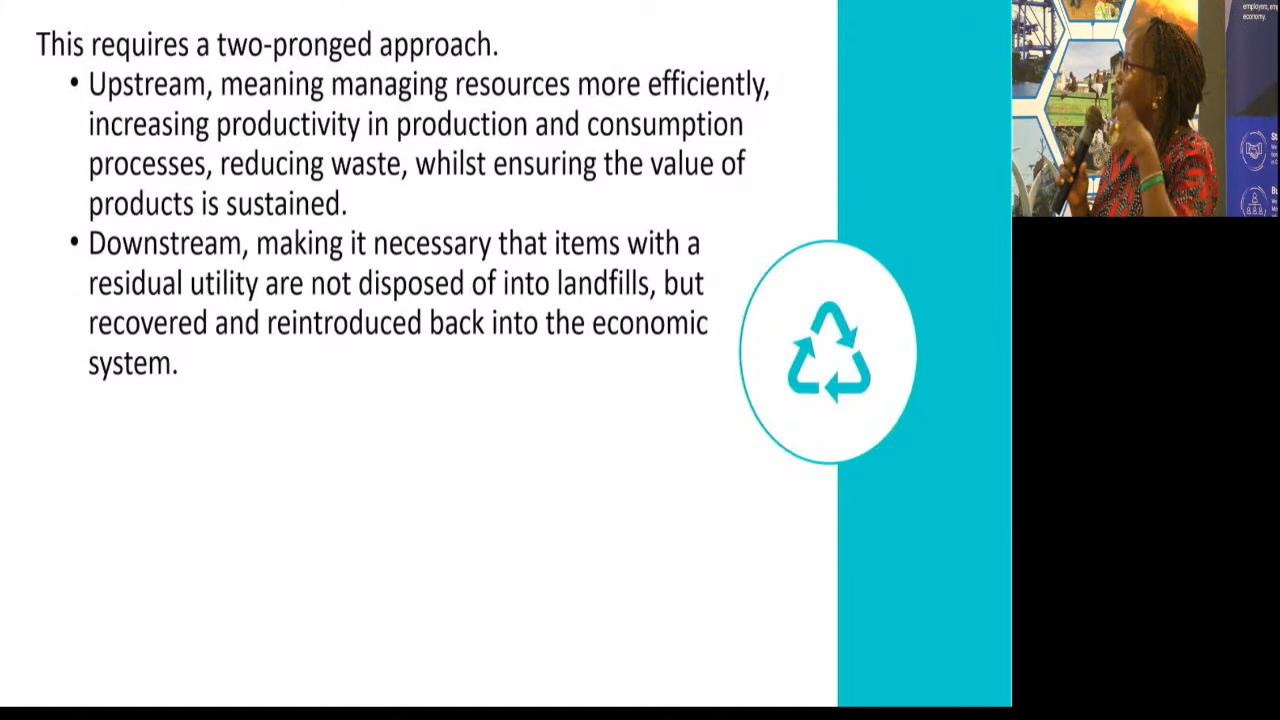 This requires a two-pronged approach.
• Upstream, meaning managing resources more efficiently,
increasing productivity in production and consumption
processes, reducing waste, whilst ensuring the value of
products is sustained.
• Downstream, making it necessary that items with a
residual utility are not disposed of into landfills, but
recovered and reintroduced back into the economic
system.
economy.